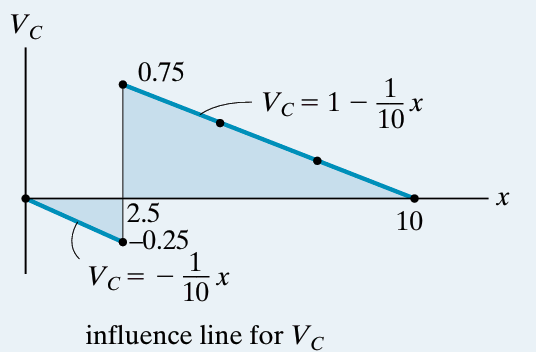 V_C
0.75
V_C = 1 − 1/10 x
x
2.5
10
−0.25
V_C = − 1/10 x
influence line for V_C